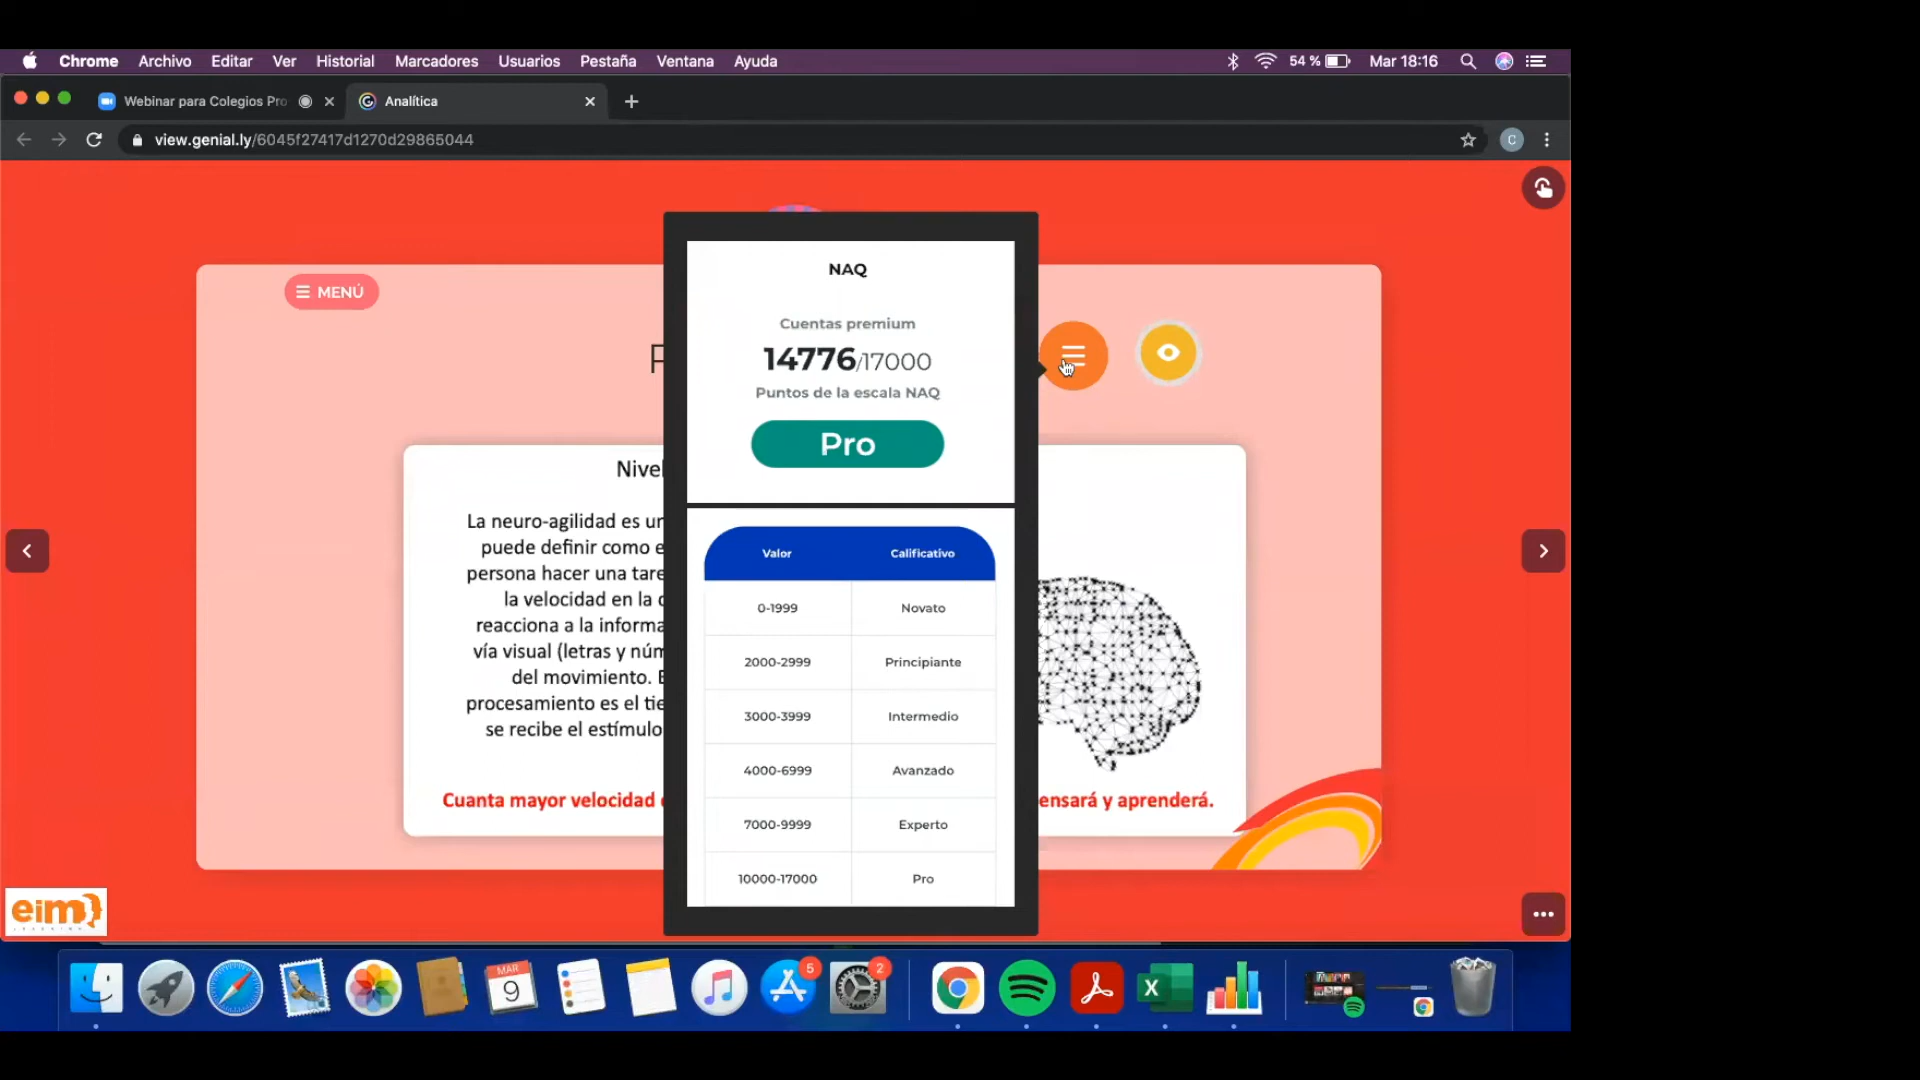 Chrome Archivo Editar Ver Historial Marcadores Usuarios Pestaña Ventana Ayuda 54 % Mar 18:16
Webinar para Colegios Pro
Analítica
view.genial.ly/6045f27417d1270d29865044
C
MENÚ
NAQ
Cuentas premium
14776/17000
Puntos de la escala NAQ
Pro
Nivel
La neuro-agilidad es un
puede definir como e
persona hacer una tare
la velocidad en la
reacciona a la informa
vía visual (letras y núm
del movimiento. E
procesamiento es el tie
se recibe el estímulo
Cuanta mayor velocidad
ensará y aprenderá.
Valor Calificativo
0-1999 Novato
2000-2999 Principiante
3000-3999 Intermedio
4000-6999 Avanzado
7000-9999 Experto
10000-17000 Pro
eim
MAR
9
5
2
X